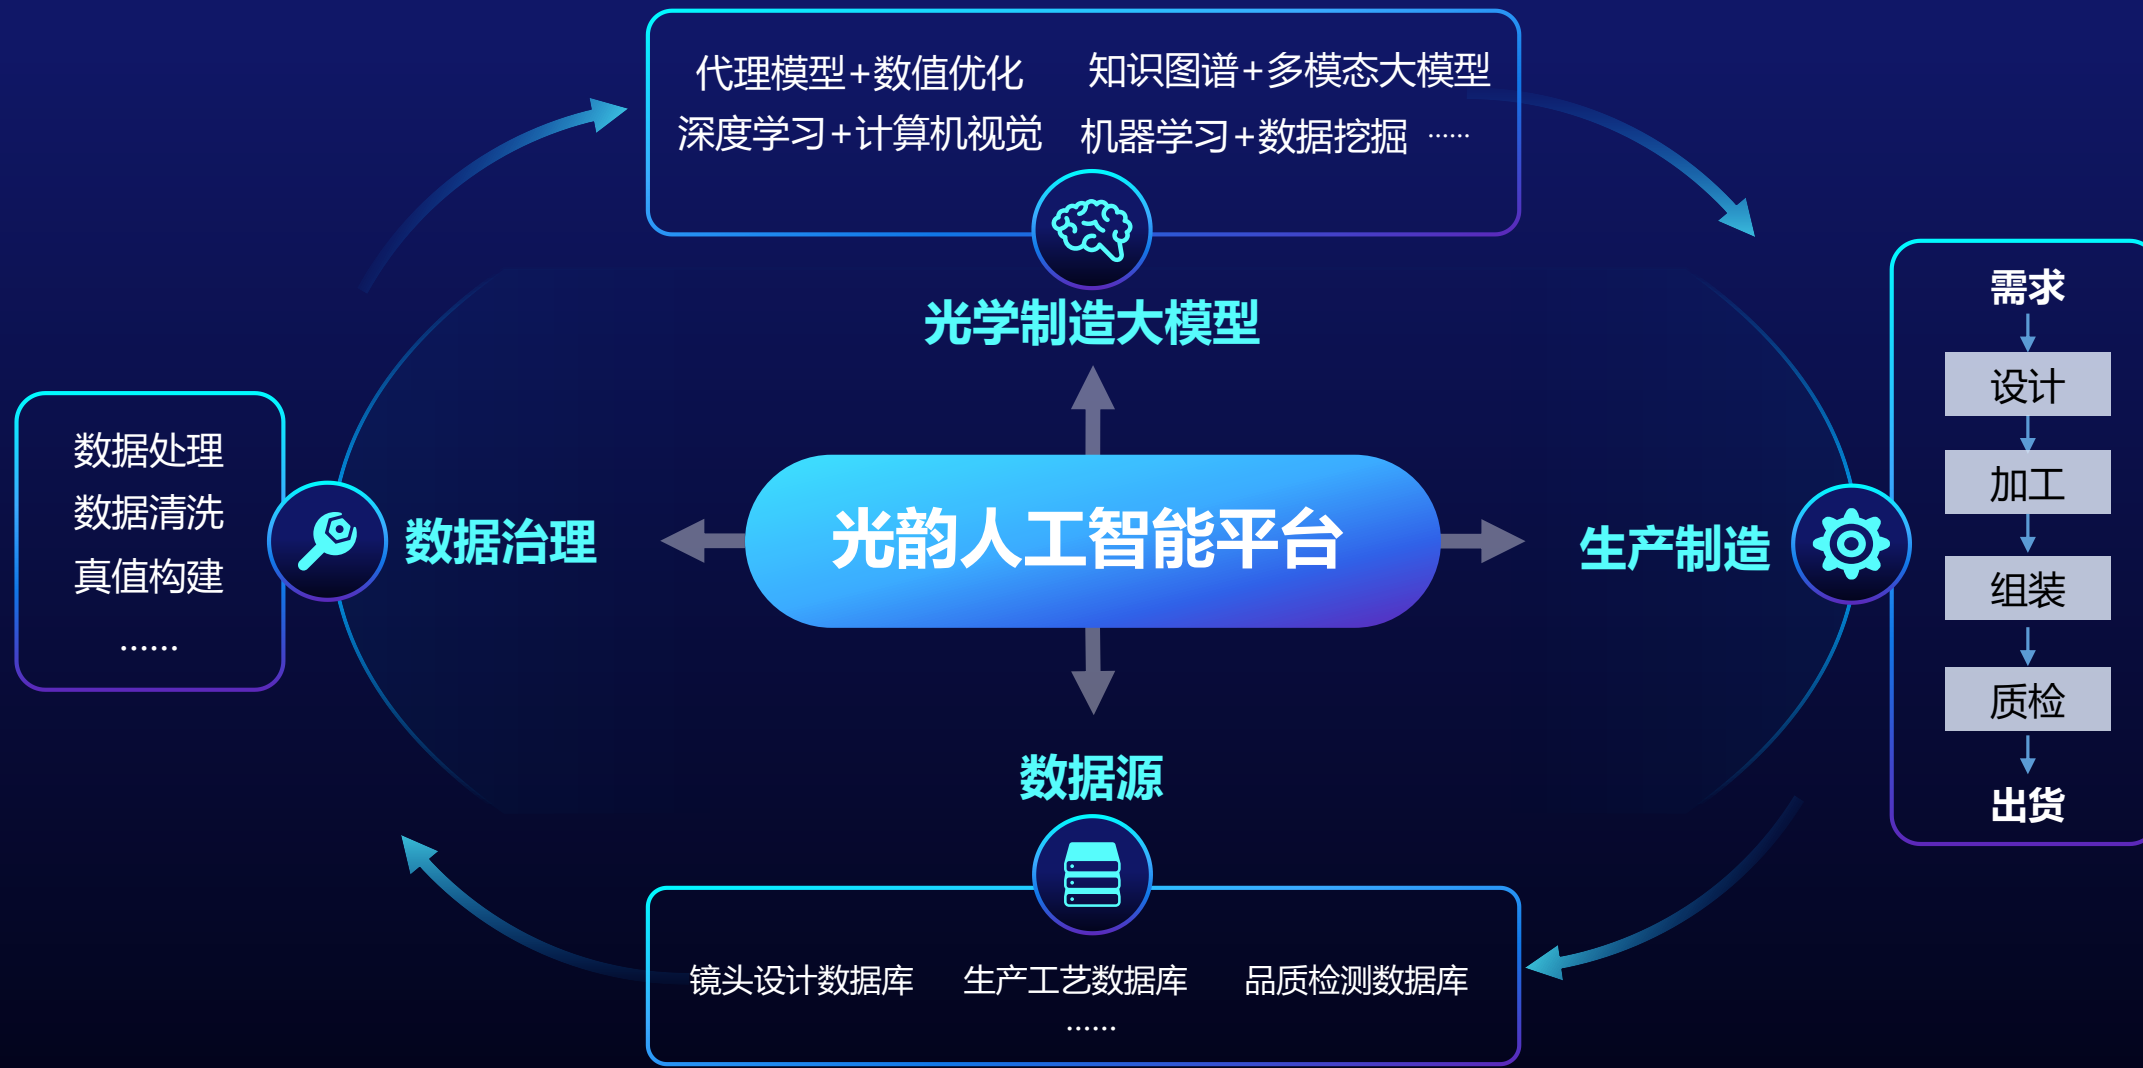 代理模型+数值优化
知识图谱+多模态大模型
深度学习+计算机视觉
机器学习+数据挖掘 ······
光学制造大模型
数据处理
数据清洗
真值构建
······
数据治理
光韵人工智能平台
生产制造
需求
设计
加工
组装
质检
出货
数据源
镜头设计数据库
生产工艺数据库
品质检测数据库
······